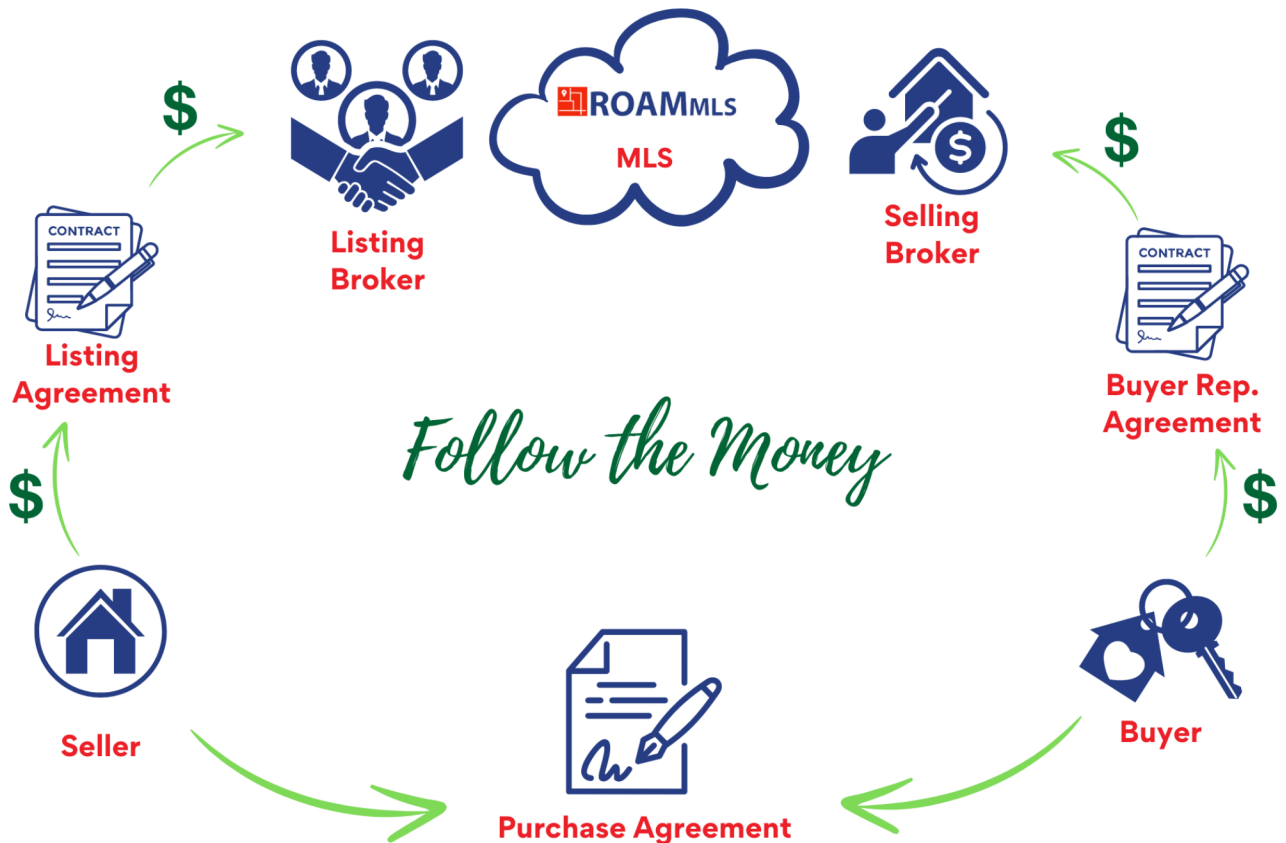 $
$
ROAMMLS
MLS
Listing
Broker
Selling
Broker
CONTRACT
CONTRACT
Listing
Agreement
Buyer Rep.
Agreement
Follow the Money
$
$
Seller
Buyer
Purchase Agreement